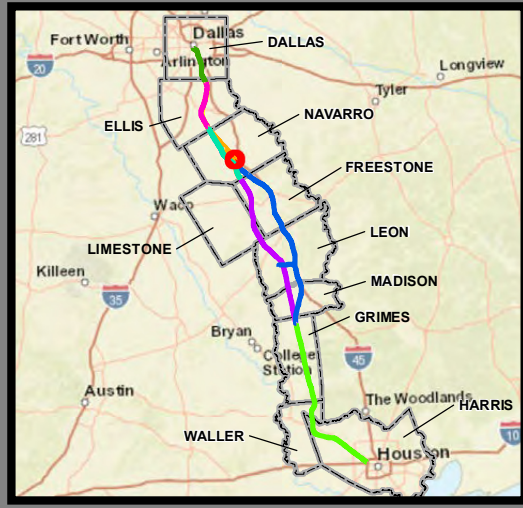 Dallas
DALLAS
Fort Worth
Arlington
Longview
20
Tyler
281
ELLIS
NAVARRO
FREESTONE
Waco
LIMESTONE
LEON
Killeen
MADISON
35
GRIMES
Bryan
College
Station
45
Austin
The Woodlands
HARRIS
WALLER
Houston
10